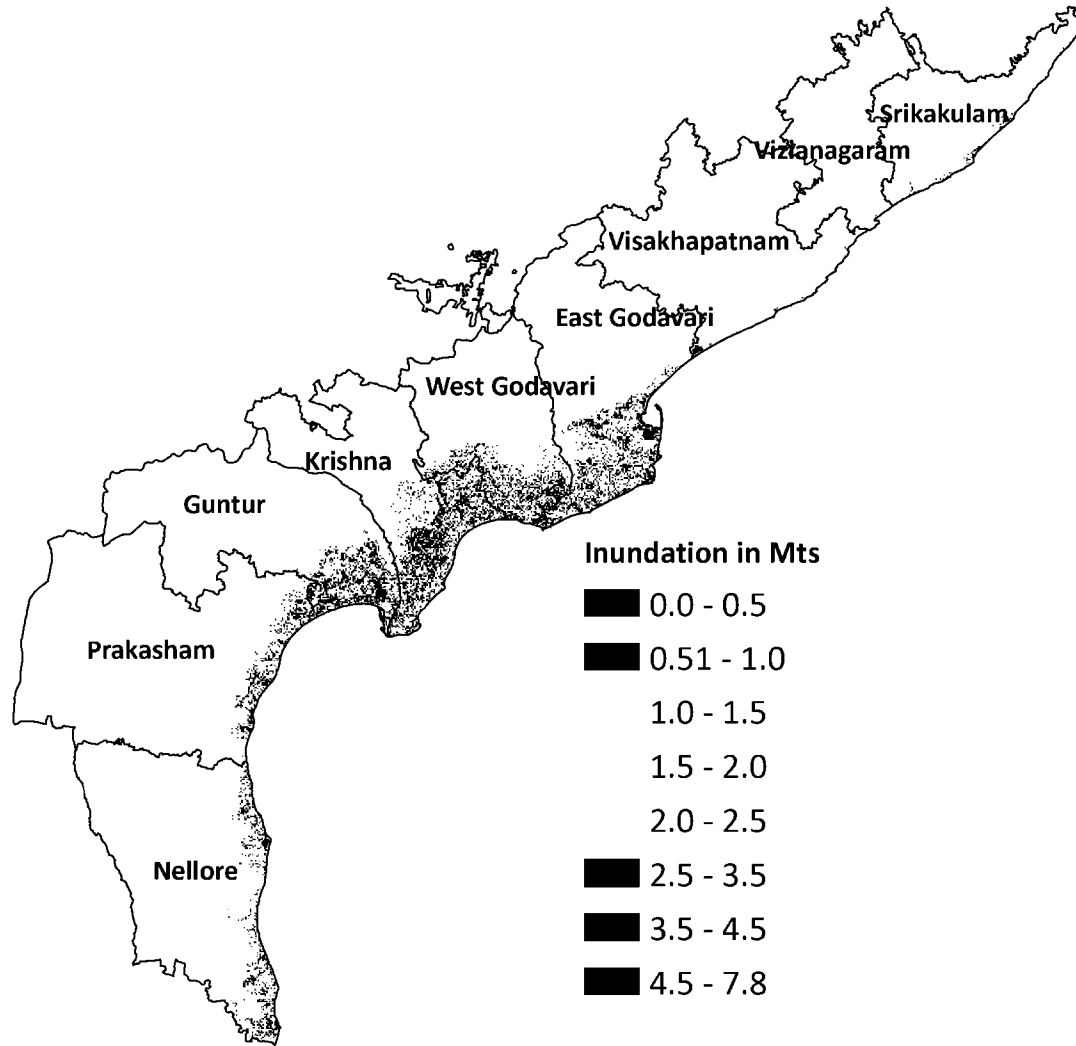 Srikakulam
Vizianagaram
Visakhapatnam
East Godavari
West Godavari
Krishna
Guntur
Prakasham
Nellore
Inundation in Mts
0.0 - 0.5
0.51 - 1.0
1.0 - 1.5
1.5 - 2.0
2.0 - 2.5
2.5 - 3.5
3.5 - 4.5
4.5 - 7.8